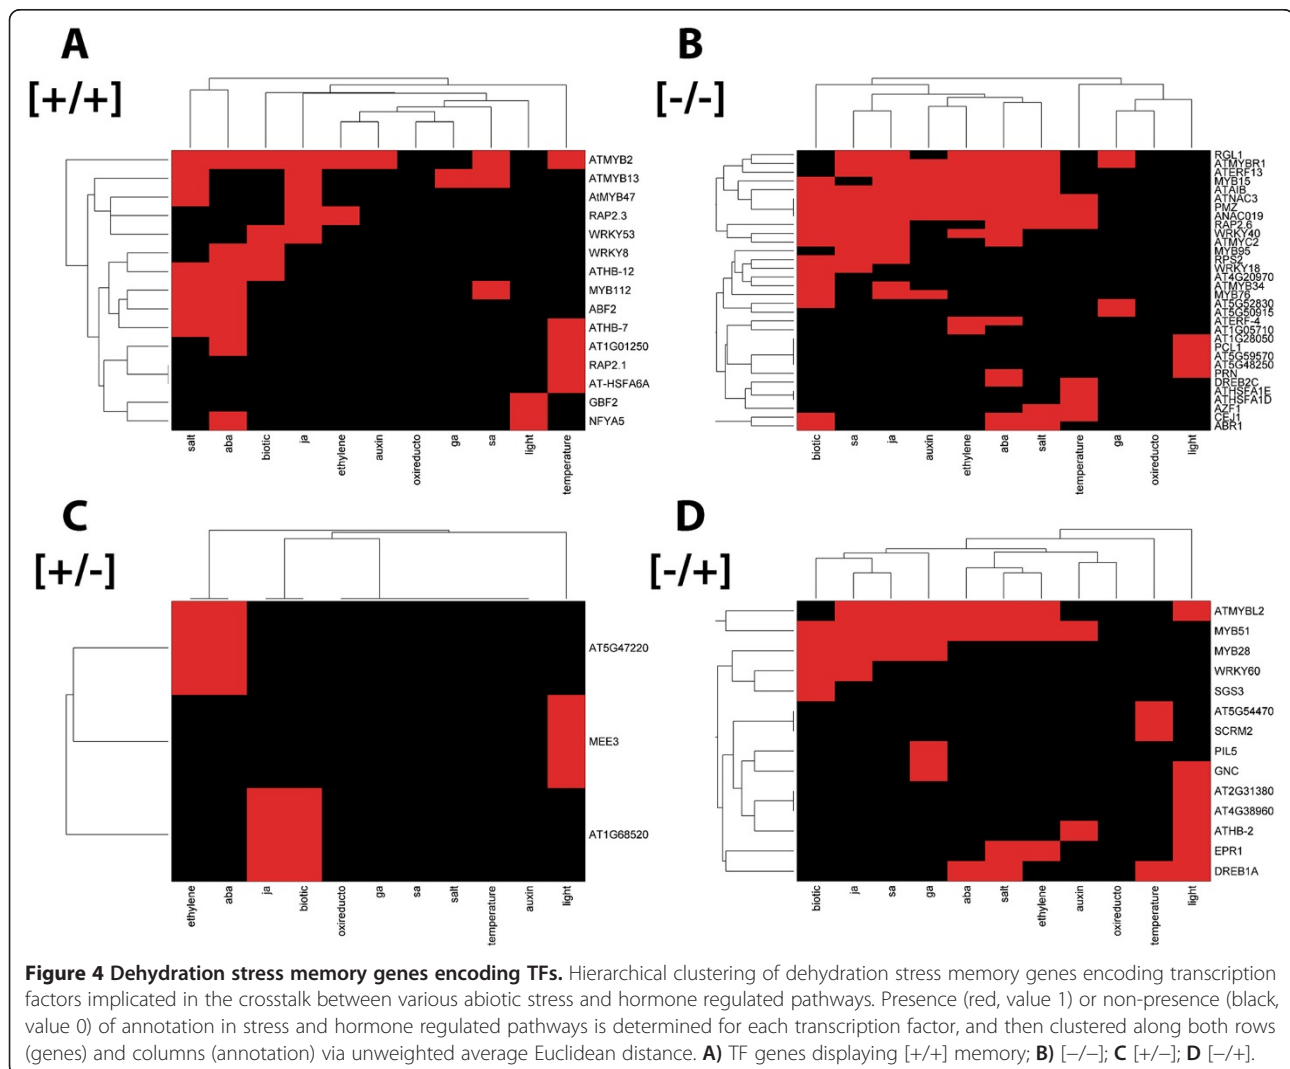 A
[+/+]
ATMYB2
ATMYB13
AtMYB47
RAP2.3
WRKY53
WRKY8
ATHB-12
MYB112
ABF2
ATHB-7
AT1G01250
RAP2.1
AT-HSFA6A
GBF2
NFYA5
salt
aba
biotic
ja
ethylene
auxin
oxireducto
ga
sa
light
temperature
B
[-/-]
RGL1
ATMYBR1
ATERF13
MYB15
ATAIB
ATNAC3
PMZ
ANAC019
RAP2.6
WRKY40
ATMYC2
MYB95
RPS2
WRKY18
AT4G20970
ATMYB34
MYB76
AT5G52830
AT5G50915
ATERF-4
AT1G05710
AT1G28050
PCL1
AT5G59570
AT5G48250
PRN
DREB2C
ATHSFA1E
ATHSFA1D
AZF1
CEJ1
ABR1
biotic
sa
ja
auxin
ethylene
aba
salt
temperature
ga
oxireducto
light
C
[+/-]
AT5G47220
MEE3
AT1G68520
ethylene
aba
ja
biotic
oxireducto
ga
sa
salt
temperature
auxin
light
D
[-/+]
ATMYBL2
MYB51
MYB28
WRKY60
SGS3
AT5G54470
SCRM2
PIL5
GNC
AT2G31380
AT4G38960
ATHB-2
EPR1
DREB1A
biotic
ja
sa
ga
aba
salt
ethylene
auxin
oxireducto
temperature
light
Figure 4 Dehydration stress memory genes encoding TFs. Hierarchical clustering of dehydration stress memory genes encoding transcription
factors implicated in the crosstalk between various abiotic stress and hormone regulated pathways. Presence (red, value 1) or non-presence (black,
value 0) of annotation in stress and hormone regulated pathways is determined for each transcription factor, and then clustered along both rows
(genes) and columns (annotation) via unweighted average Euclidean distance. A) TF genes displaying [+/+] memory; B) [−/−]; C [+/−]; D [−/+].